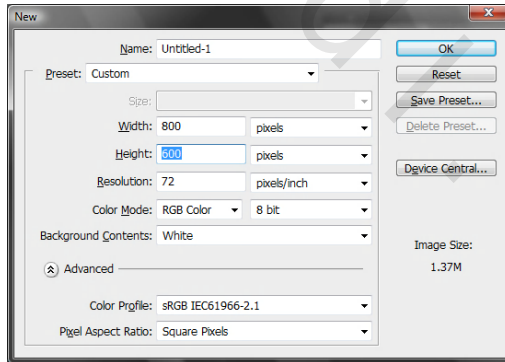 New
Name: Untitled-1
OK
Preset: Custom
Reset
Size:
Save Preset...
Width: 800 pixels
Delete Preset...
Height: 600 pixels
Device Central...
Resolution: 72 pixels/inch
Color Mode: RGB Color 8 bit
Background Contents: White
Image Size:
1.37M
Advanced
Color Profile: sRGB IEC61966-2.1
Pixel Aspect Ratio: Square Pixels